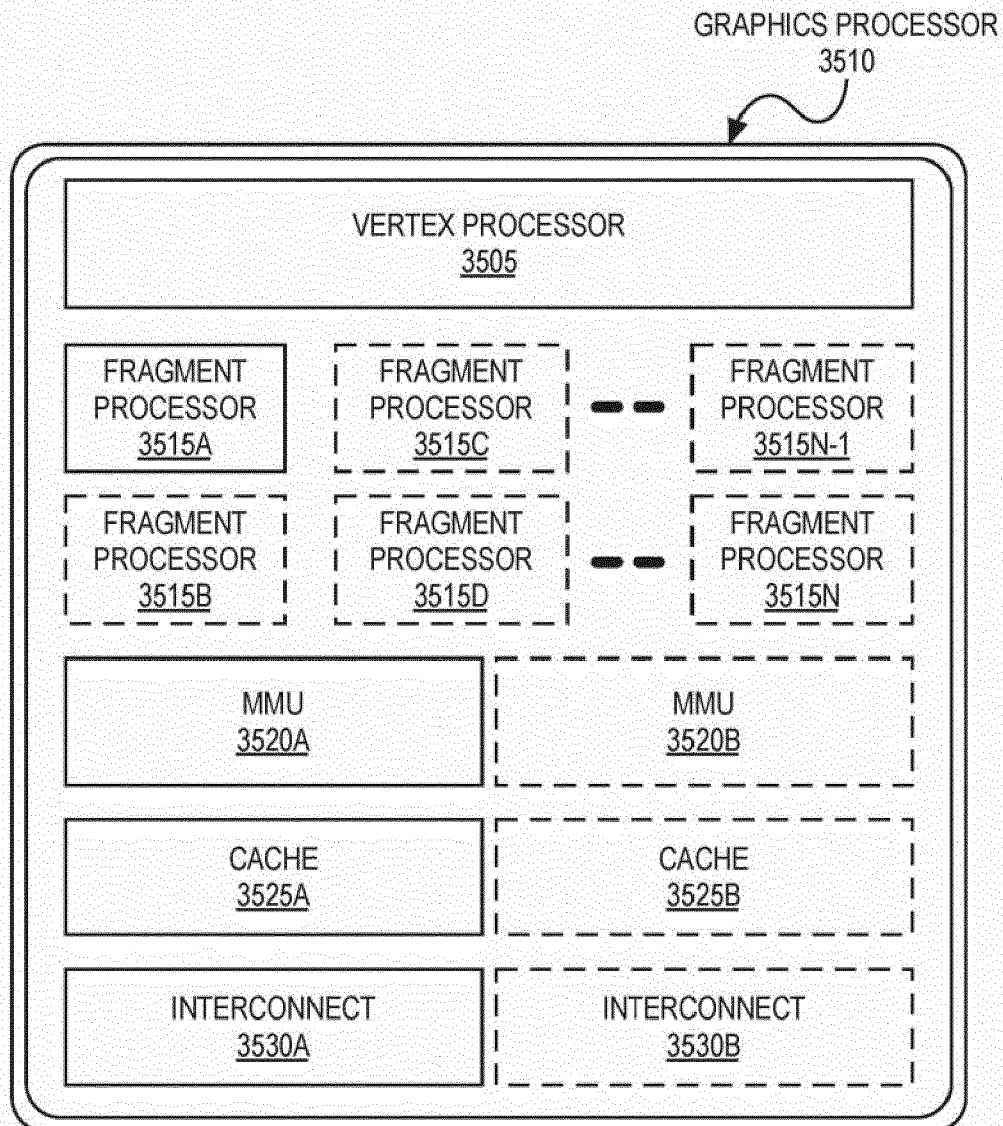 GRAPHICS PROCESSOR
3510
VERTEX PROCESSOR
3505
FRAGMENT
PROCESSOR
3515A
FRAGMENT
PROCESSOR
3515C
FRAGMENT
PROCESSOR
3515N-1
FRAGMENT
PROCESSOR
3515B
FRAGMENT
PROCESSOR
3515D
FRAGMENT
PROCESSOR
3515N
MMU
3520A
MMU
3520B
CACHE
3525A
CACHE
3525B
INTERCONNECT
3530A
INTERCONNECT
3530B